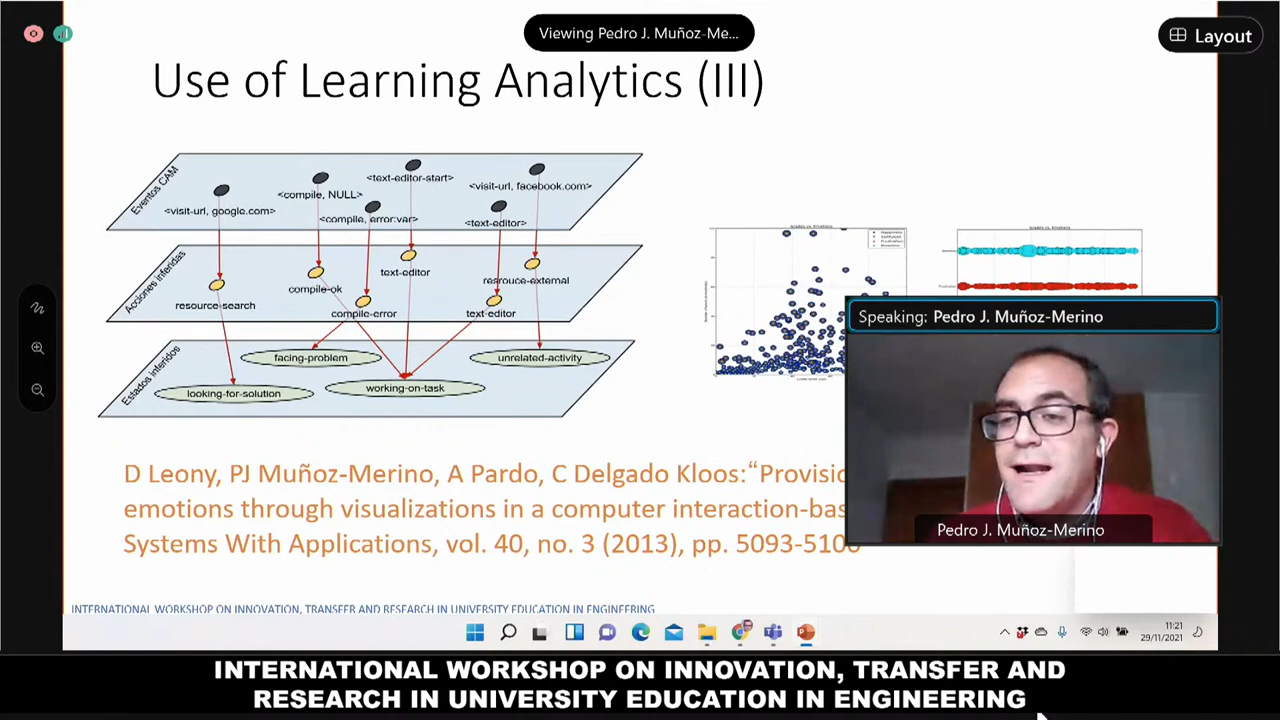 Viewing Pedro J. Muñoz-Me...
Layout
Use of Learning Analytics (III)
Eventos CAM
<text-editor-start>
<visit-url, facebook.com>
<compile, NULL>
<visit-url, google.com>
<compile, error:var>
<text-editor>
Acciones inferidas
text-editor
resrouce-external
compile-ok
resource-search
compile-error
text-editor
Estados inferidos
facing-problem
unrelated-activity
working-on-task
looking-for-solution
Speaking: Pedro J. Muñoz-Merino
Pedro J. Muñoz-Merino
D Leony, PJ Muñoz-Merino, A Pardo, C Delgado Kloos:“Provision
emotions through visualizations in a computer interaction-bas
Systems With Applications, vol. 40, no. 3 (2013), pp. 5093-5100
INTERNATIONAL WORKSHOP ON INNOVATION, TRANSFER AND RESEARCH IN UNIVERSITY EDUCATION IN ENGINEERING
11:21
29/11/2021
INTERNATIONAL WORKSHOP ON INNOVATION, TRANSFER AND
RESEARCH IN UNIVERSITY EDUCATION IN ENGINEERING